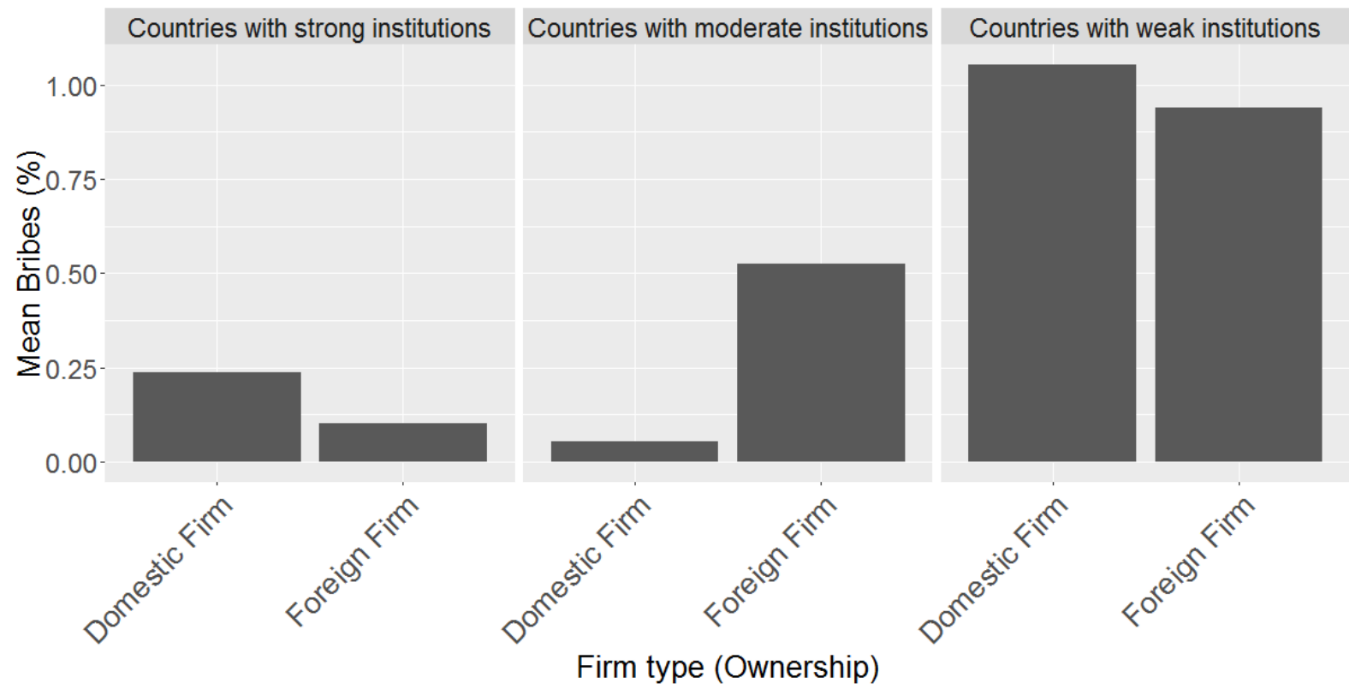 Countries with strong institutions
Countries with moderate institutions
Countries with weak institutions
Mean Bribes (%)
1.00
0.75
0.50
0.25
0.00
Domestic Firm
Foreign Firm
Domestic Firm
Foreign Firm
Domestic Firm
Foreign Firm
Firm type (Ownership)